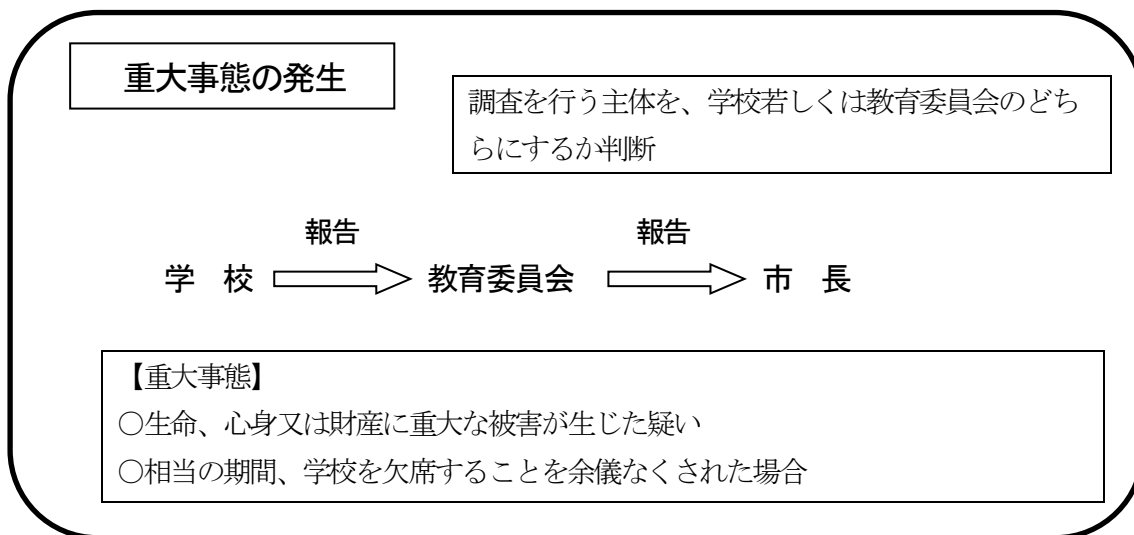 重大事態の発生
調査を行う主体を、学校若しくは教育委員会のどち
らにするか判断
報告 報告
学 校 教育委員会 市 長
【重大事態】
○生命、心身又は財産に重大な被害が生じた疑い
○相当の期間、学校を欠席することを余儀なくされた場合